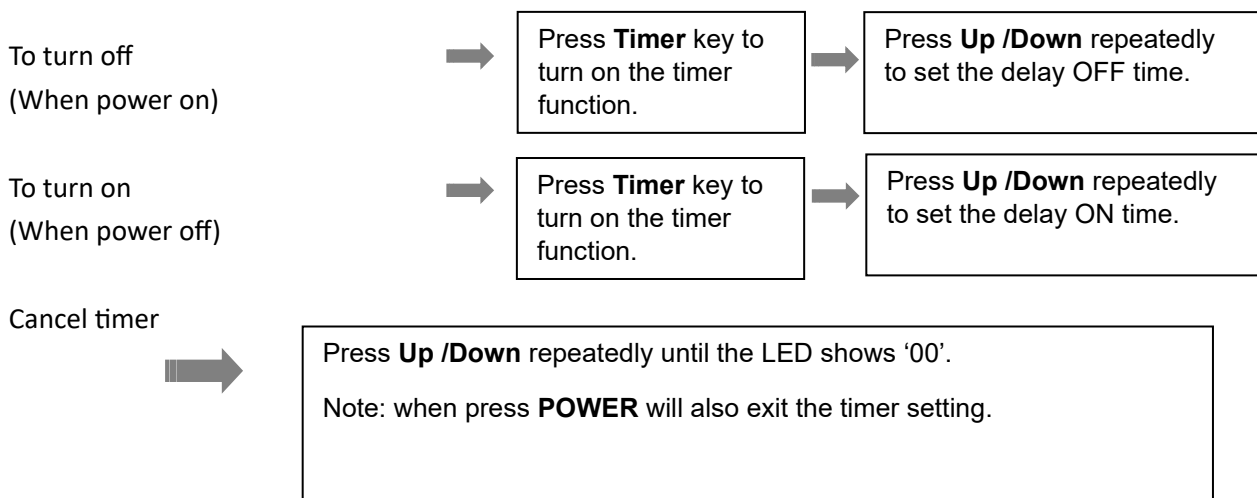 To turn off
(When power on)
Press Timer key to
turn on the timer
function.
Press Up /Down repeatedly
to set the delay OFF time.
To turn on
(When power off)
Press Timer key to
turn on the timer
function.
Press Up /Down repeatedly
to set the delay ON time.
Cancel timer
Press Up /Down repeatedly until the LED shows ‘00’.
Note: when press POWER will also exit the timer setting.